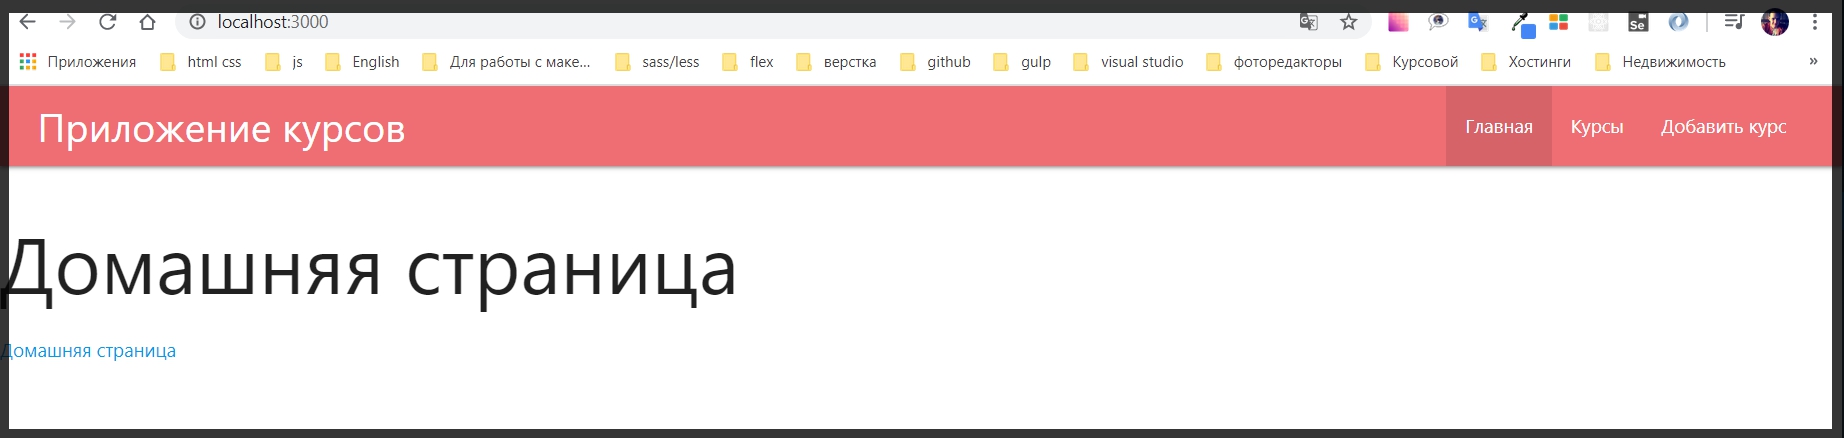 localhost:3000
Приложения html css js English Для работы с маке... sass/less flex верстка github gulp visual studio фоторедакторы Курсовой Хостинги Недвижимость »
Приложение курсов Главная Курсы Добавить курс
Домашняя страница
Домашняя страница